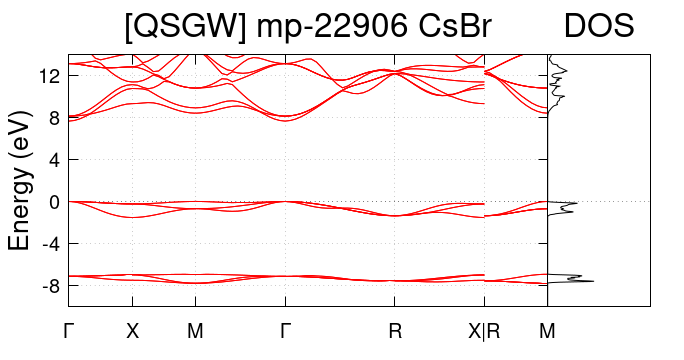 [QSGW] mp-22906 CsBr DOS
Energy (eV)
12
8
4
0
-4
-8
Γ X M Γ R X|R M